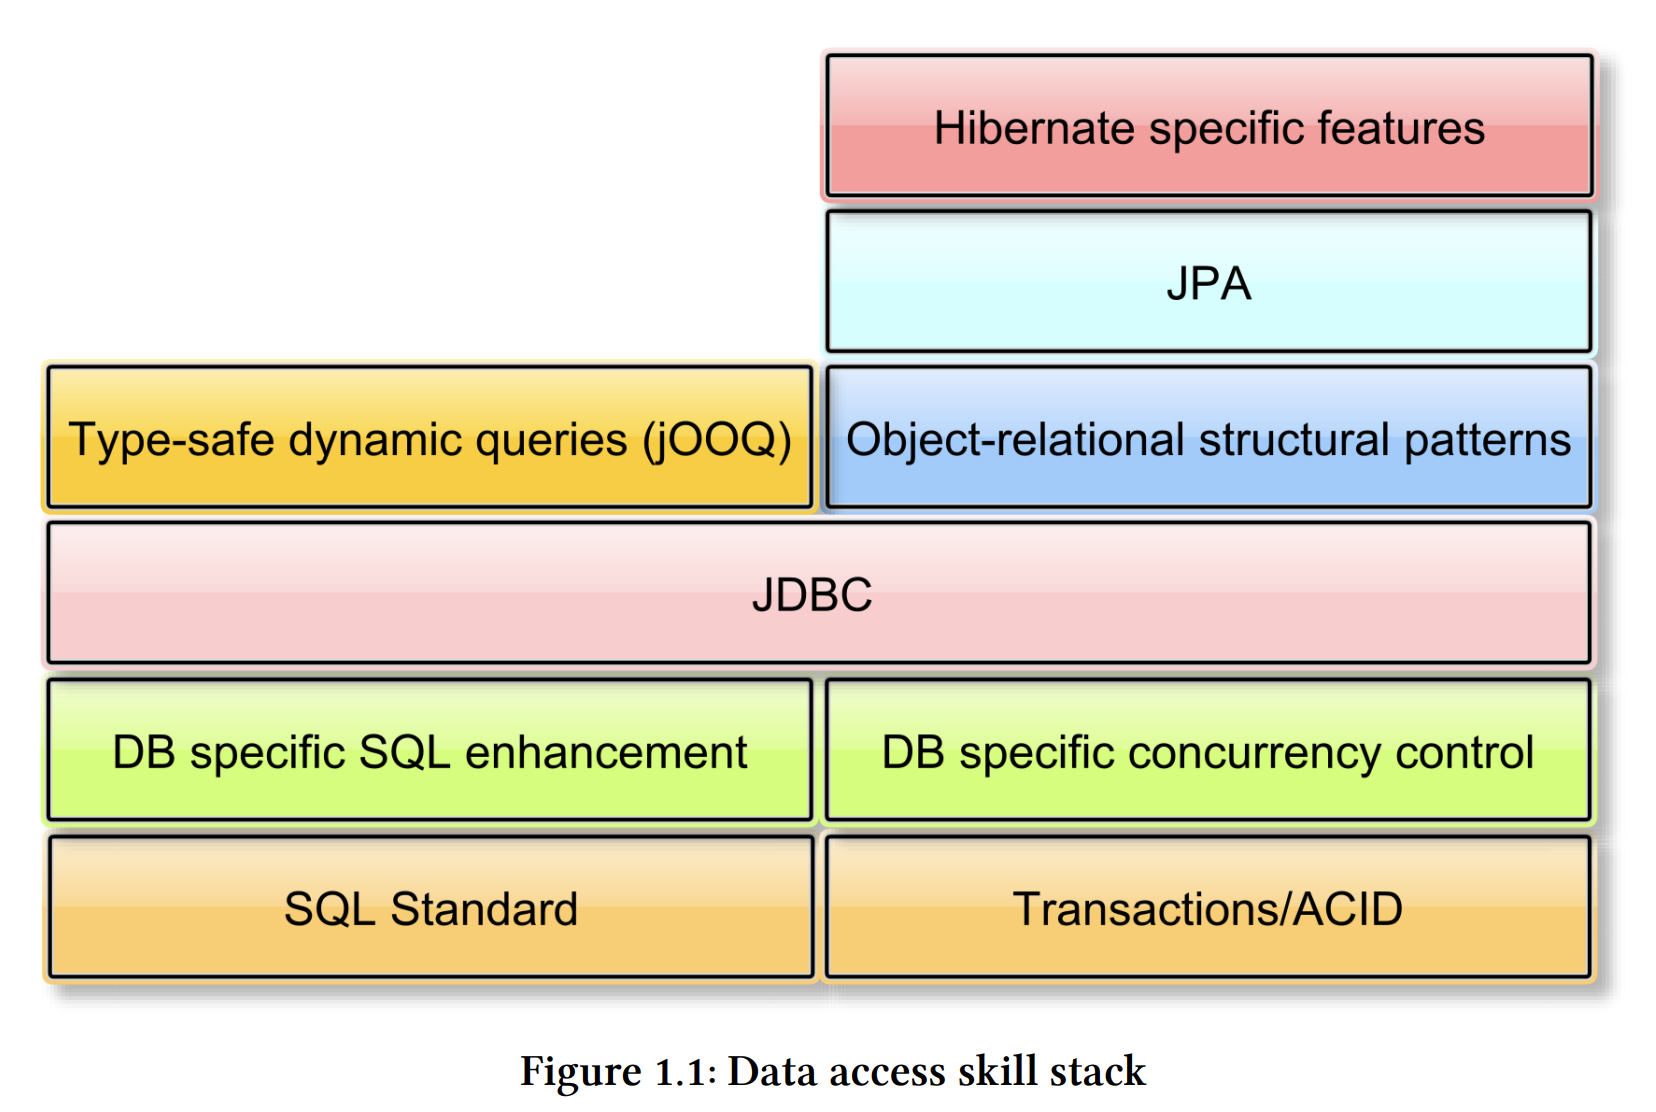 Hibernate specific features
JPA
Type-safe dynamic queries (jOOQ)
Object-relational structural patterns
JDBC
DB specific SQL enhancement
DB specific concurrency control
SQL Standard
Transactions/ACID
Figure 1.1: Data access skill stack